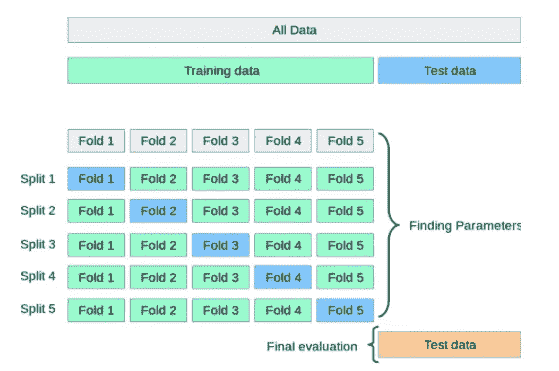 All Data
Training data Test data
Fold 1 Fold 2 Fold 3 Fold 4 Fold 5
Split 1 Fold 1 Fold 2 Fold 3 Fold 4 Fold 5
Split 2 Fold 1 Fold 2 Fold 3 Fold 4 Fold 5
Finding Parameters
Split 3 Fold 1 Fold 2 Fold 3 Fold 4 Fold 5
Split 4 Fold 1 Fold 2 Fold 3 Fold 4 Fold 5
Split 5 Fold 1 Fold 2 Fold 3 Fold 4 Fold 5
Final evaluation Test data